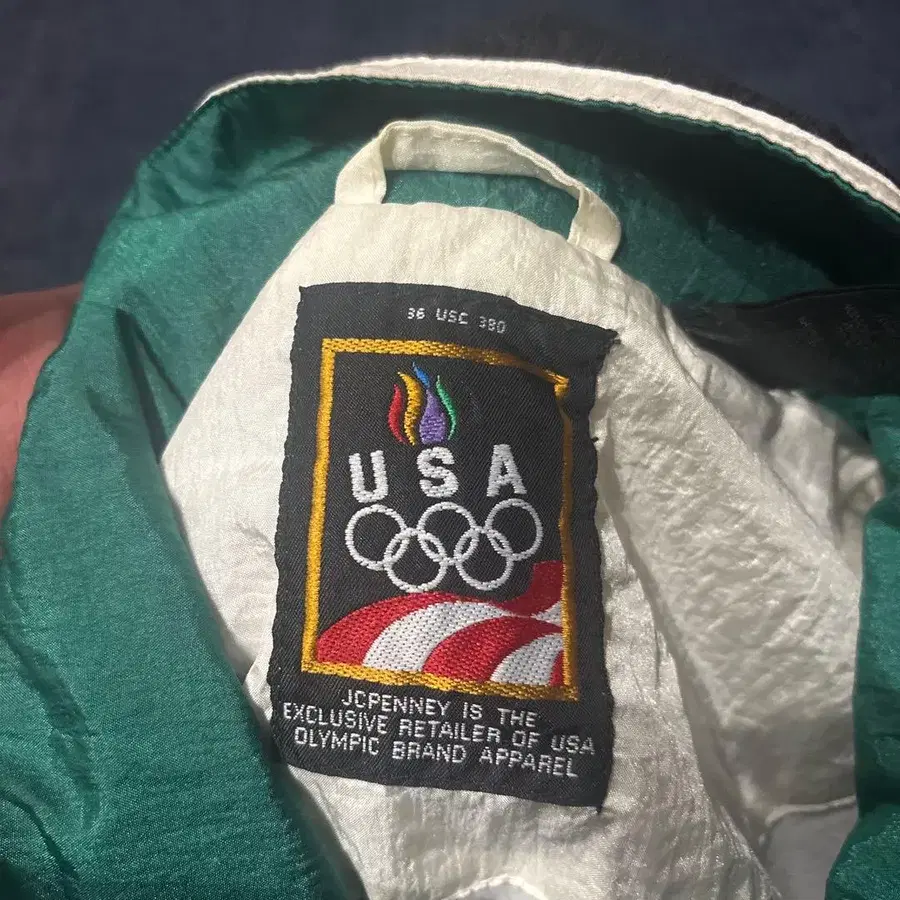 36 USC 380
USA
JCPENNEY IS THE
EXCLUSIVE RETAILER OF USA
OLYMPIC BRAND APPAREL